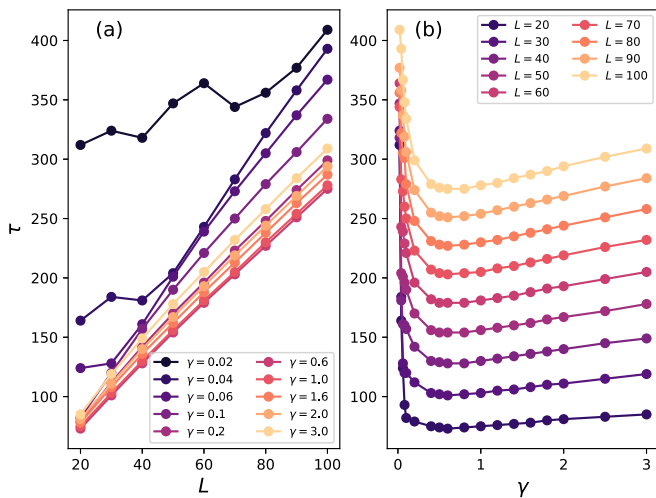 (a)
400
350
300
250
200
150
100
τ
20
40
60
80
100
L
γ = 0.02
γ = 0.04
γ = 0.06
γ = 0.1
γ = 0.2
γ = 0.6
γ = 1.0
γ = 1.6
γ = 2.0
γ = 3.0
(b)
400
350
300
250
200
150
100
0
1
2
3
γ
L = 20
L = 30
L = 40
L = 50
L = 60
L = 70
L = 80
L = 90
L = 100